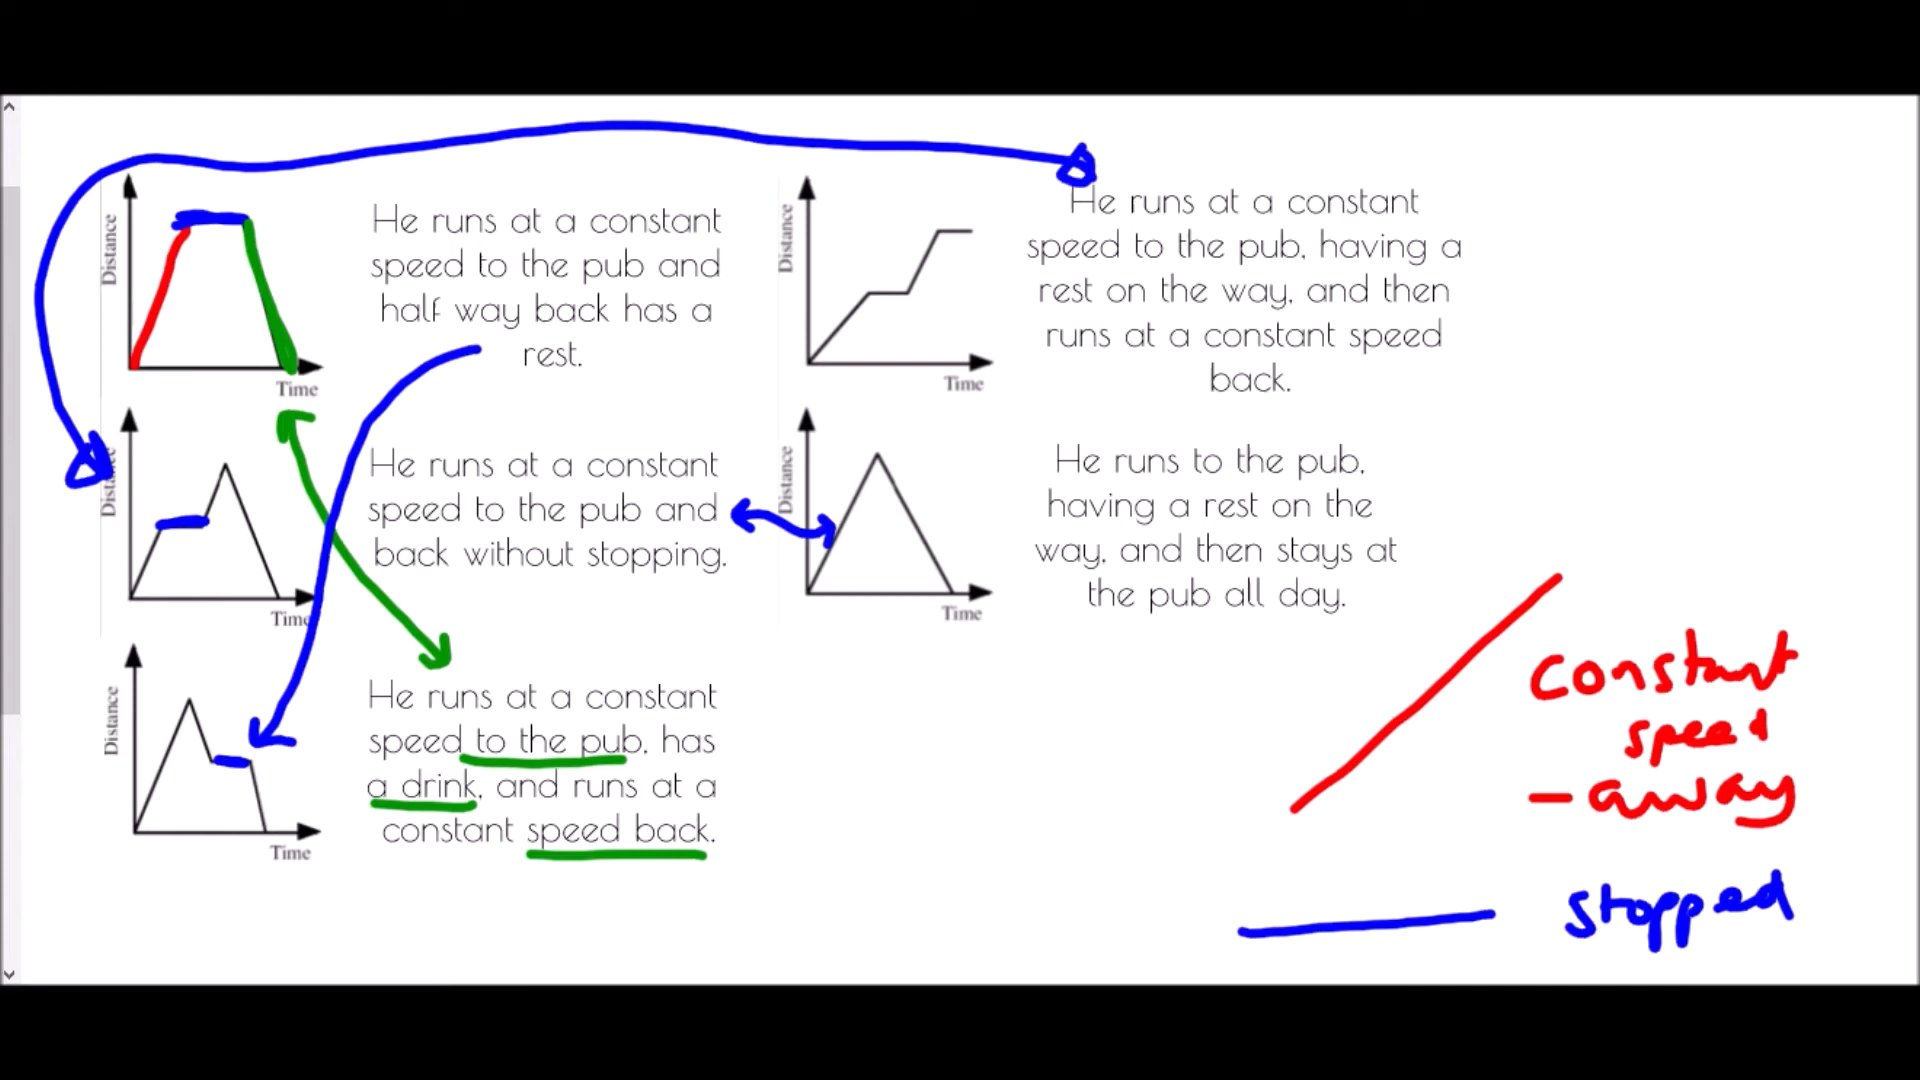 Distance
Time
He runs at a constant
speed to the pub and
half way back has a
rest.
Distance
Time
He runs at a constant
speed to the pub, having a
rest on the way, and then
runs at a constant speed
back.
Distance
Time
He runs at a constant
speed to the pub and
back without stopping.
Distance
Time
He runs to the pub,
having a rest on the
way, and then stays at
the pub all day.
Distance
Time
He runs at a constant
speed to the pub, has
a drink, and runs at a
constant speed back.
constant
speed
- away
stopped